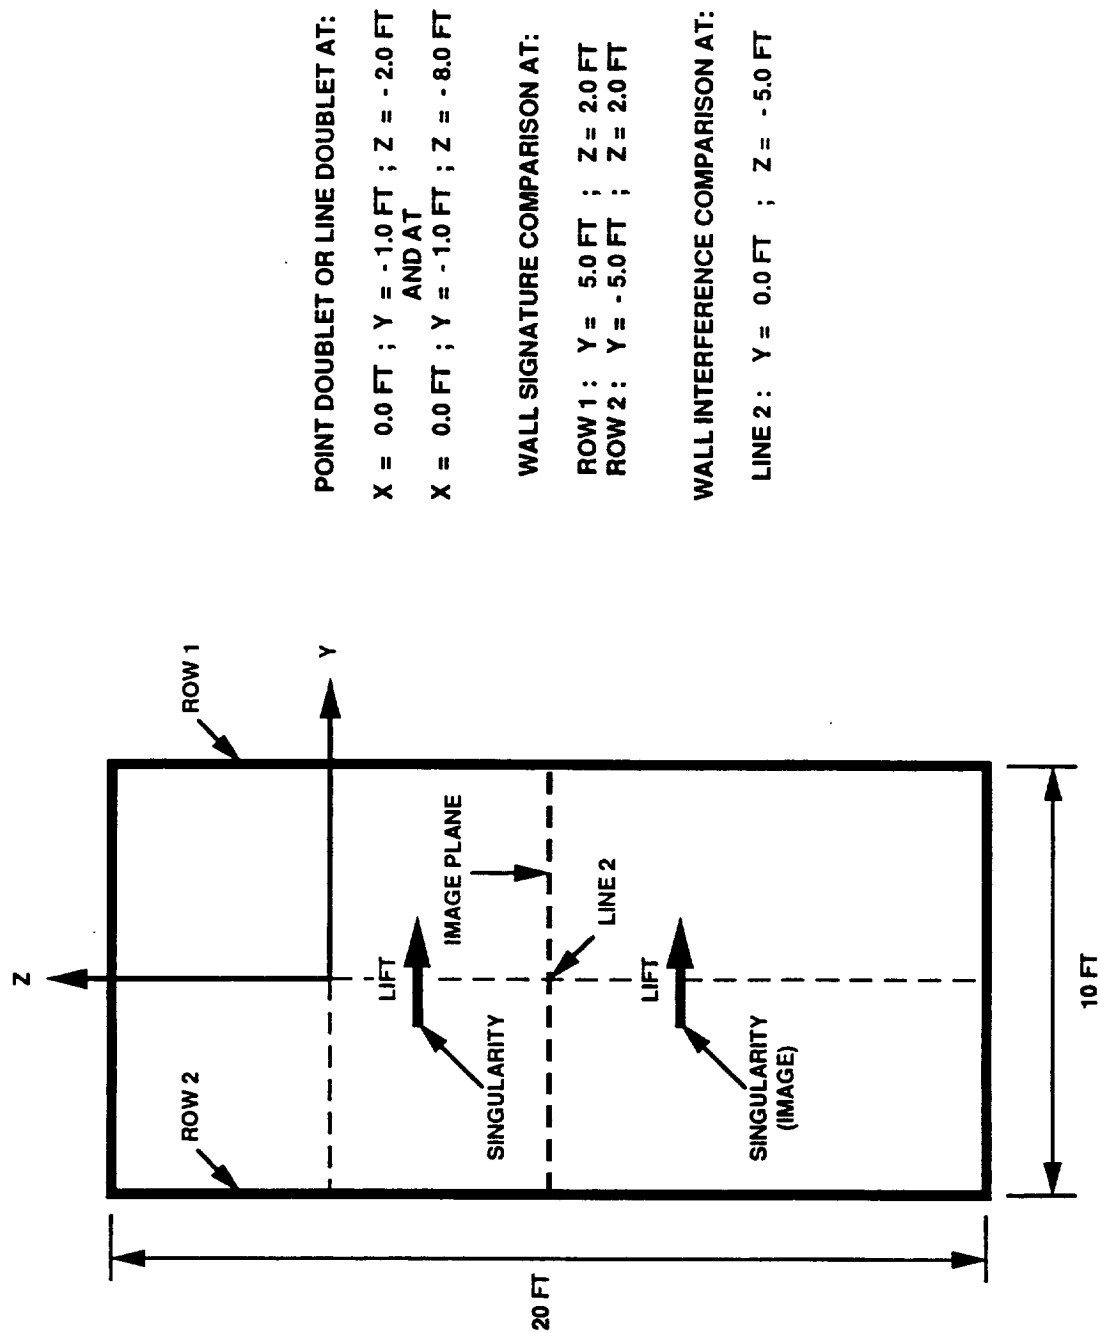 POINT DOUBLET OR LINE DOUBLET AT:
X = 0.0 FT ; Y = - 1.0 FT ; Z = - 2.0 FT
AND AT
X = 0.0 FT ; Y = - 1.0 FT ; Z = - 8.0 FT
WALL SIGNATURE COMPARISON AT:
ROW 1 : Y = 5.0 FT ; Z = 2.0 FT
ROW 2 : Y = - 5.0 FT ; Z = 2.0 FT
WALL INTERFERENCE COMPARISON AT:
LINE 2 : Y = 0.0 FT ; Z = - 5.0 FT
Z
ROW 2
ROW 1
Y
LIFT
IMAGE PLANE
SINGULARITY
LINE 2
LIFT
SINGULARITY
(IMAGE)
20 FT
10 FT